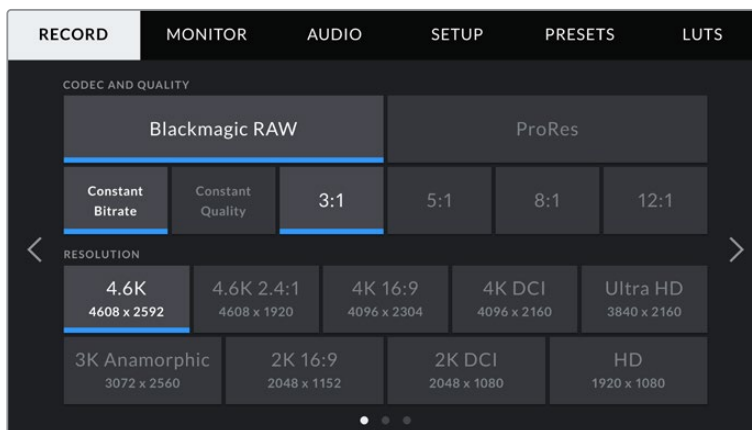 RECORD MONITOR AUDIO SETUP PRESETS LUTS
CODEC AND QUALITY
Blackmagic RAW ProRes
Constant Bitrate Constant Quality 3:1 5:1 8:1 12:1
RESOLUTION
4.6K 4.6K 2.4:1 4K 16:9 4K DCI Ultra HD
4608 x 2592 4608 x 1920 4096 x 2304 4096 x 2160 3840 x 2160
3K Anamorphic 2K 16:9 2K DCI HD
3072 x 2560 2048 x 1152 2048 x 1080 1920 x 1080